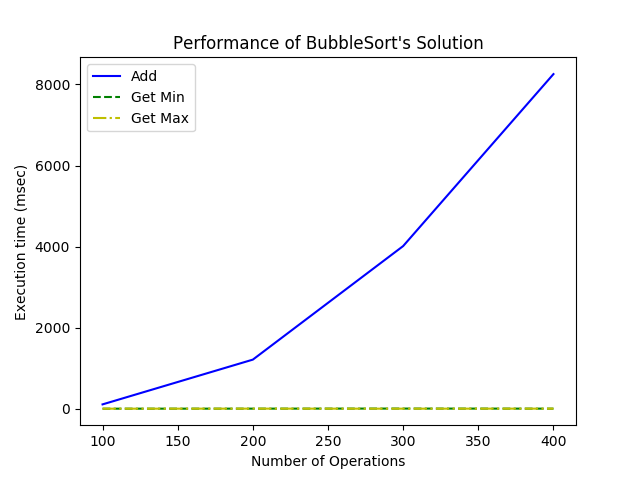 Performance of BubbleSort's Solution
Add
Get Min
Get Max
8000
6000
4000
2000
0
Execution time (msec)
100 150 200 250 300 350 400
Number of Operations